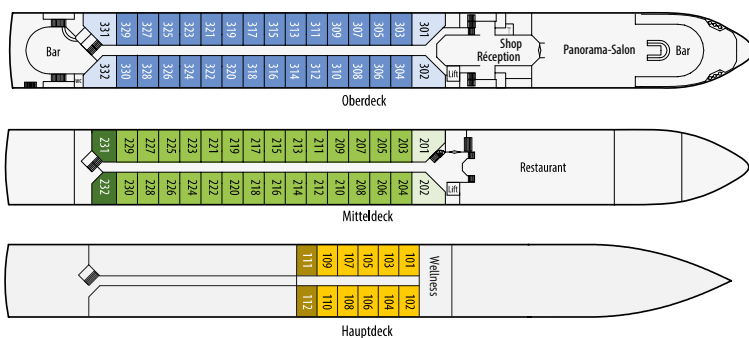 331 329 327 325 323 321 319 317 315 313 311 309 307 305 303 301
Bar
Shop
Réception
Panorama-Salon
Bar
332 330 328 326 324 322 320 318 316 314 312 310 308 306 304 302
Lift
WC
Oberdeck
231 229 227 225 223 221 219 217 215 213 211 209 207 205 203 201
Restaurant
232 230 228 226 224 222 220 218 216 214 212 210 208 206 204 202
Lift
Mitteldeck
111 109 107 105 103 101
Wellness
112 110 108 106 104 102
Hauptdeck